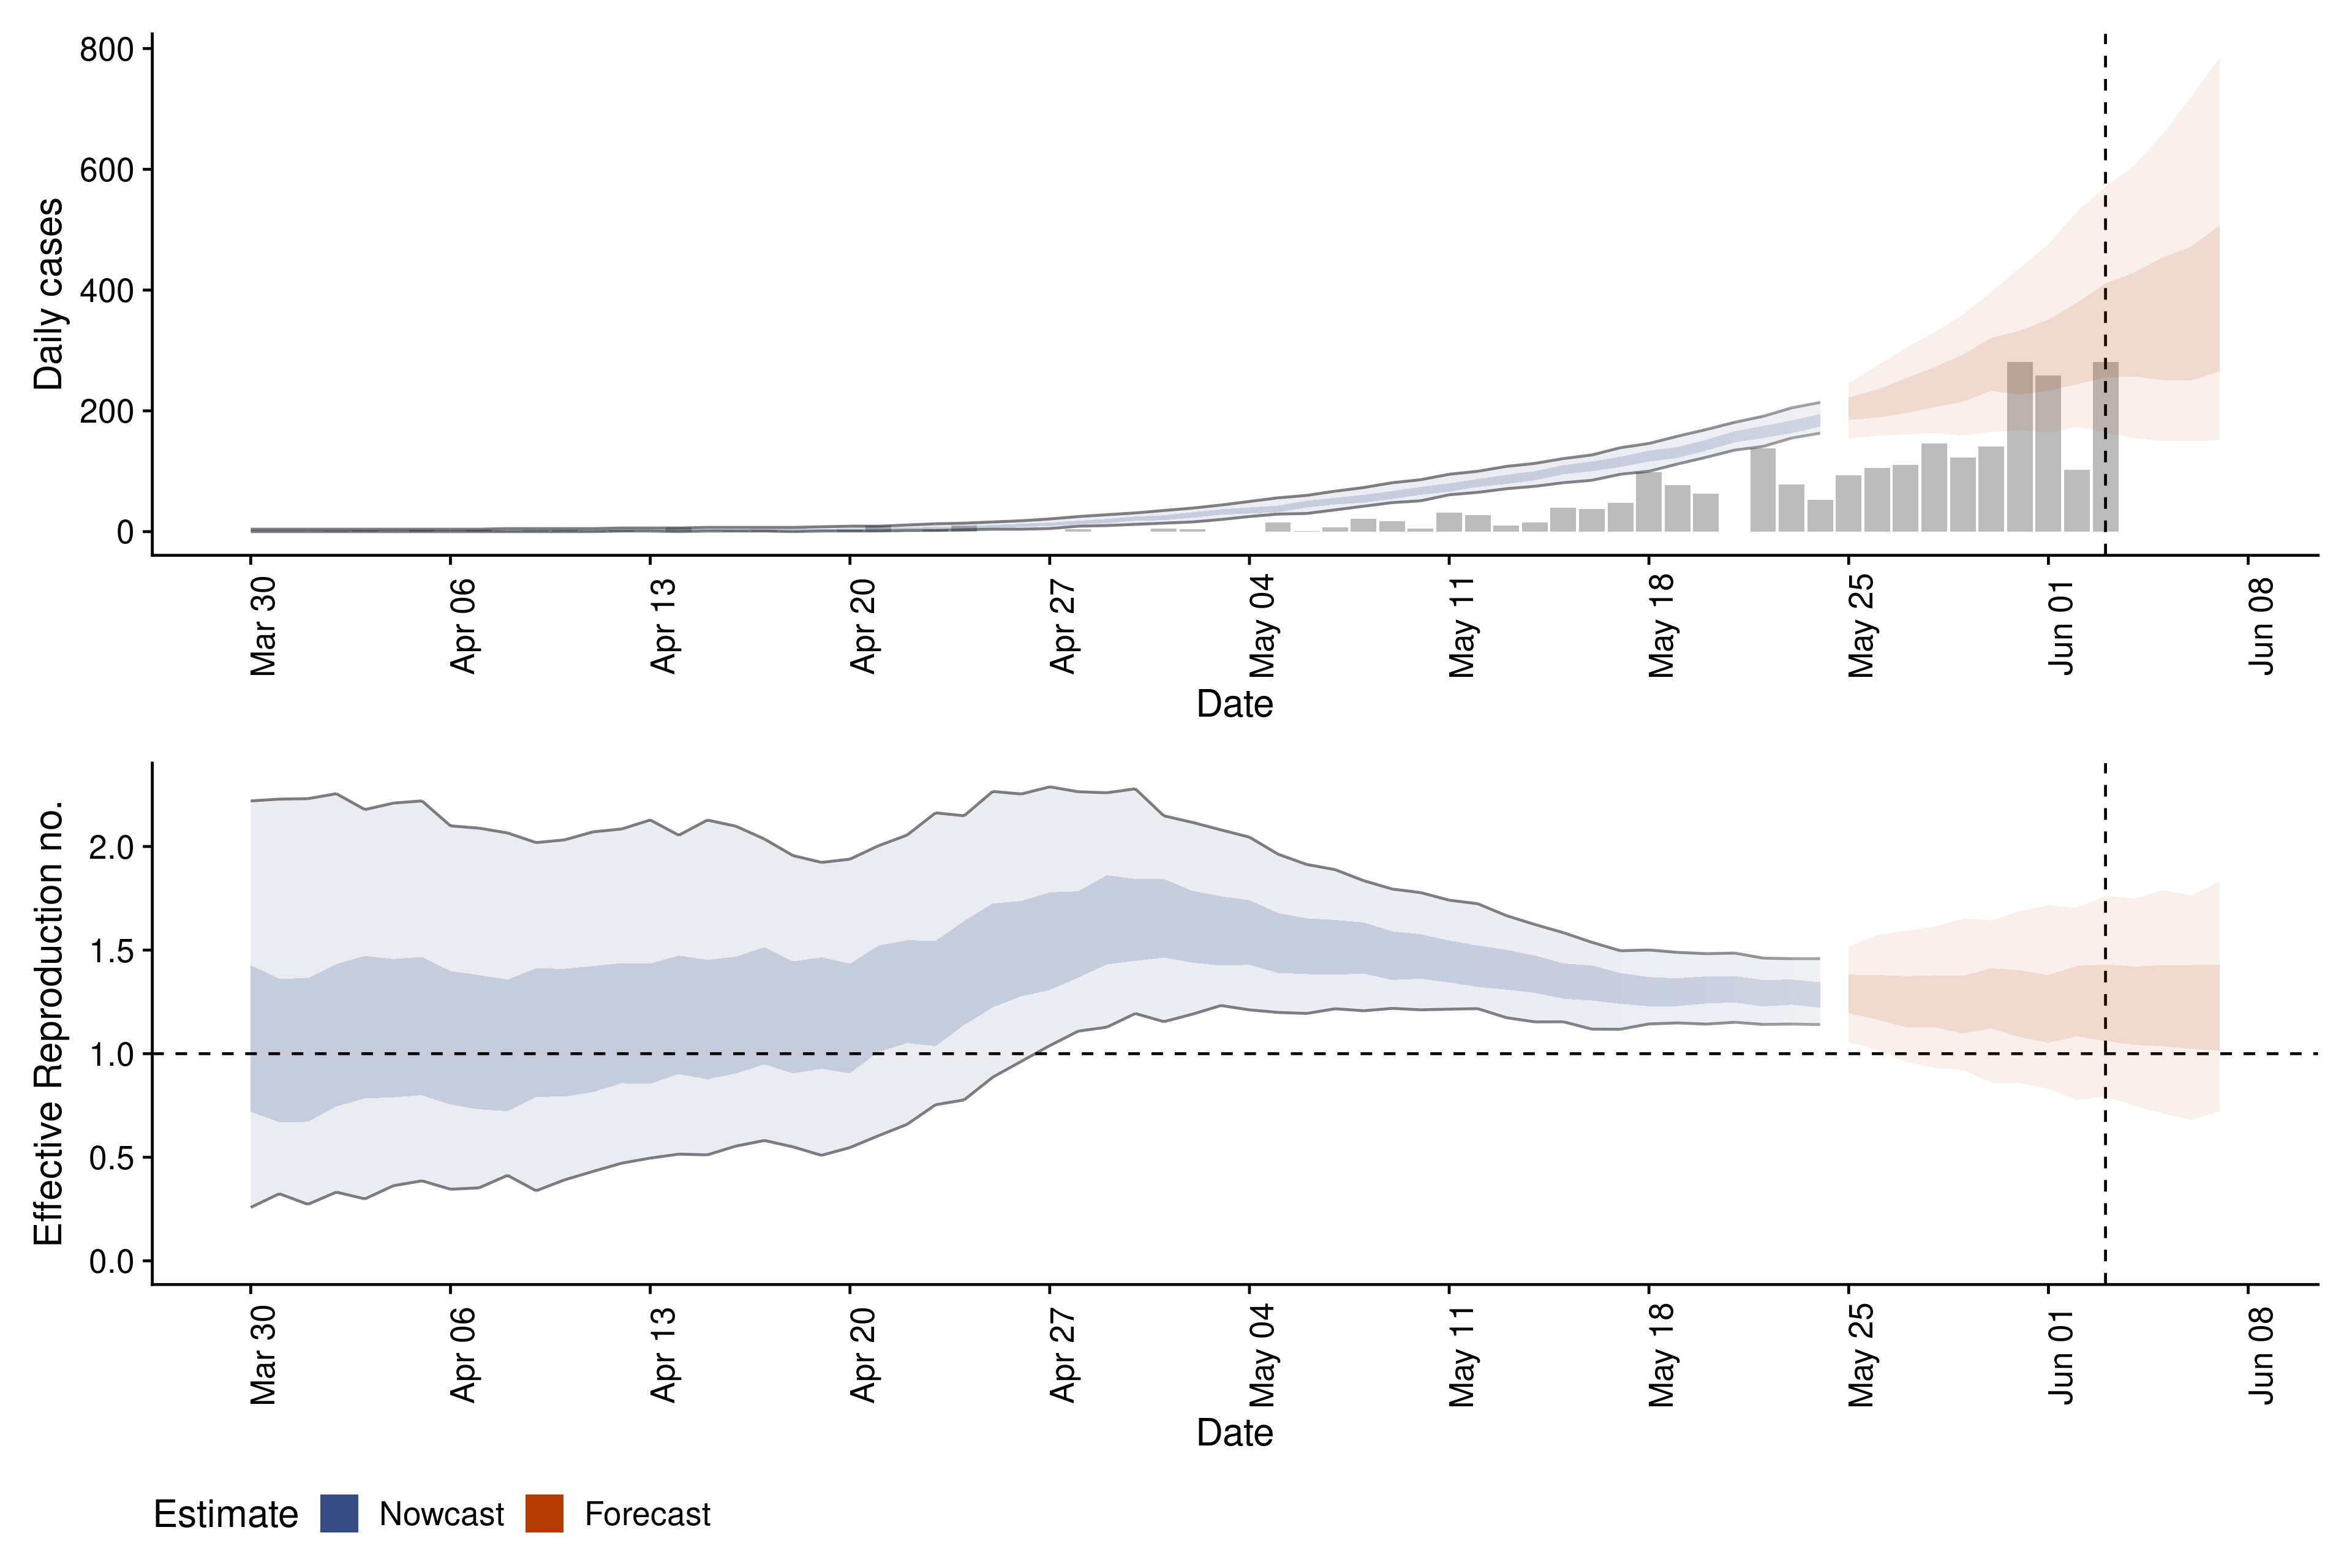 Daily cases
800
600
400
200
0
Mar 30
Apr 06
Apr 13
Apr 20
Apr 27
May 04
May 11
May 18
May 25
Jun 01
Jun 08
Date
Effective Reproduction no.
2.0
1.5
1.0
0.5
0.0
Mar 30
Apr 06
Apr 13
Apr 20
Apr 27
May 04
May 11
May 18
May 25
Jun 01
Jun 08
Date
Estimate Nowcast Forecast